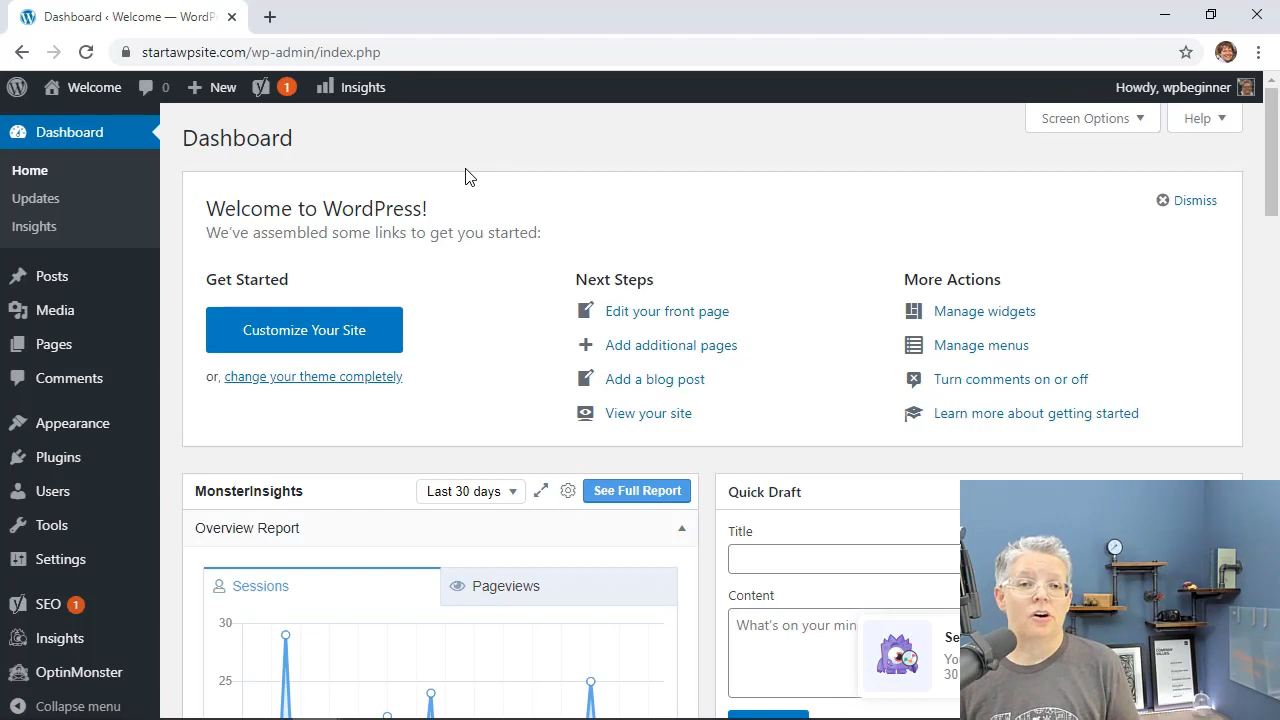 Dashboard ‹ Welcome — WordP
startawpsite.com/wp-admin/index.php
Welcome
0
New
1
Insights
Howdy, wpbeginner
Dashboard
Home
Updates
Insights
Posts
Media
Pages
Comments
Appearance
Plugins
Users
Tools
Settings
SEO 1
Insights
OptinMonster
Collapse menu
Dashboard
Screen Options
Help
Welcome to WordPress!
We've assembled some links to get you started:
Dismiss
Get Started
Customize Your Site
or, change your theme completely
Next Steps
Edit your front page
Add additional pages
Add a blog post
View your site
More Actions
Manage widgets
Manage menus
Turn comments on or off
Learn more about getting started
MonsterInsights
Last 30 days
See Full Report
Overview Report
Sessions
Pageviews
30
25
Quick Draft
Title
Content
What's on your min
Se
Yo
30
COMPANY
VALUES.